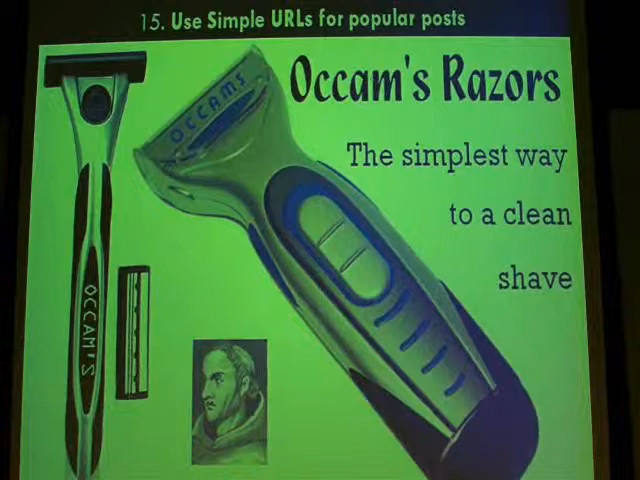 15. Use Simple URLs for popular posts
Occam's Razors
OCCAMS
The simplest way
to a clean
shave
OCCAM'S